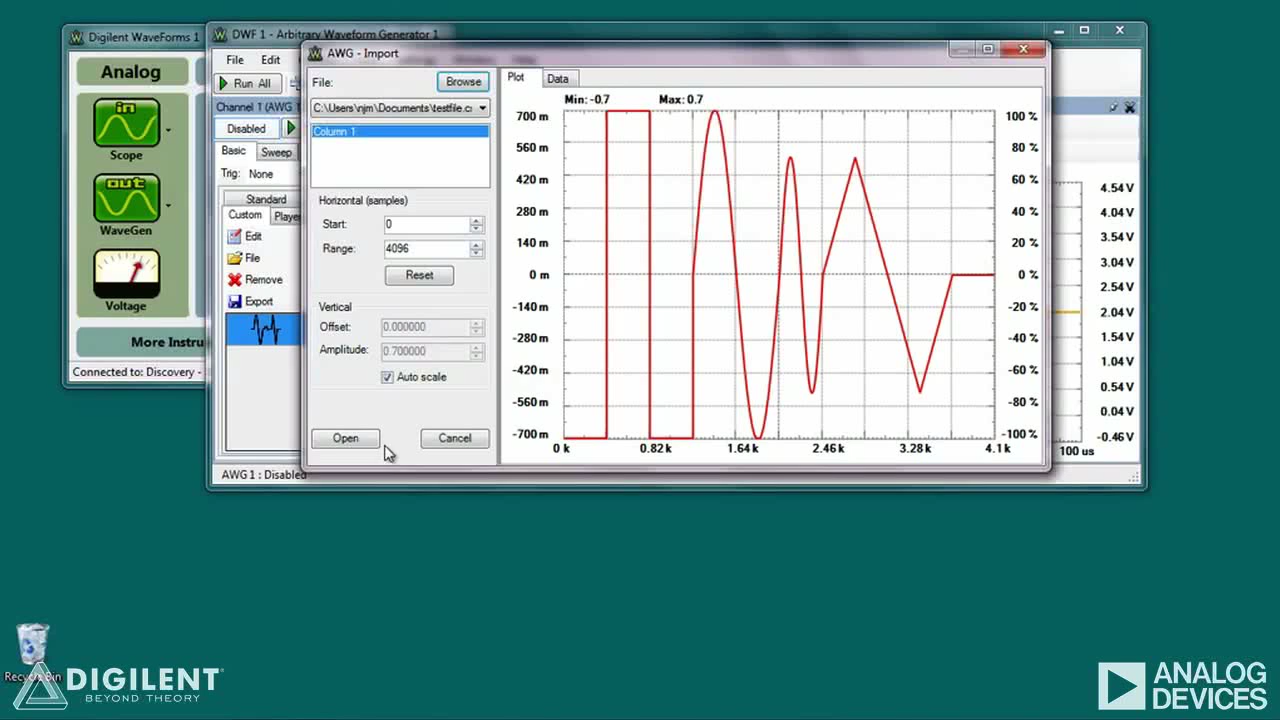 Digilent WaveForms 1
Analog
in
Scope
out
WaveGen
Voltage
More Instru
Connected to: Discovery -
DWF 1 - Arbitrary Waveform Generator 1
File
Edit
Run All
Channel 1 (AWG 1
Disabled
Basic
Sweep
Trig: None
Standard
Custom
Player
Edit
File
Remove
Export
AWG 1 : Disabled
AWG - Import
File:
Browse
C:\Users\njm\Documents\testfile.cs
Column 1
Horizontal (samples)
Start: 0
Range: 4096
Reset
Vertical
Offset: 0.000000
Amplitude: 0.700000
Auto scale
Open
Cancel
Plot
Data
Min: -0.7
Max: 0.7
700 m
560 m
420 m
280 m
140 m
0 m
-140 m
-280 m
-420 m
-560 m
-700 m
100 %
80 %
60 %
40 %
20 %
0 %
-20 %
-40 %
-60 %
-80 %
-100 %
0 k
0.82 k
1.64 k
2.46 k
3.28 k
4.1 k
4.54 V
4.04 V
3.54 V
3.04 V
2.54 V
2.04 V
1.54 V
1.04 V
0.54 V
0.04 V
-0.46 V
100 us
Recycle Bin
DIGILENT
BEYOND THEORY
ANALOG
DEVICES